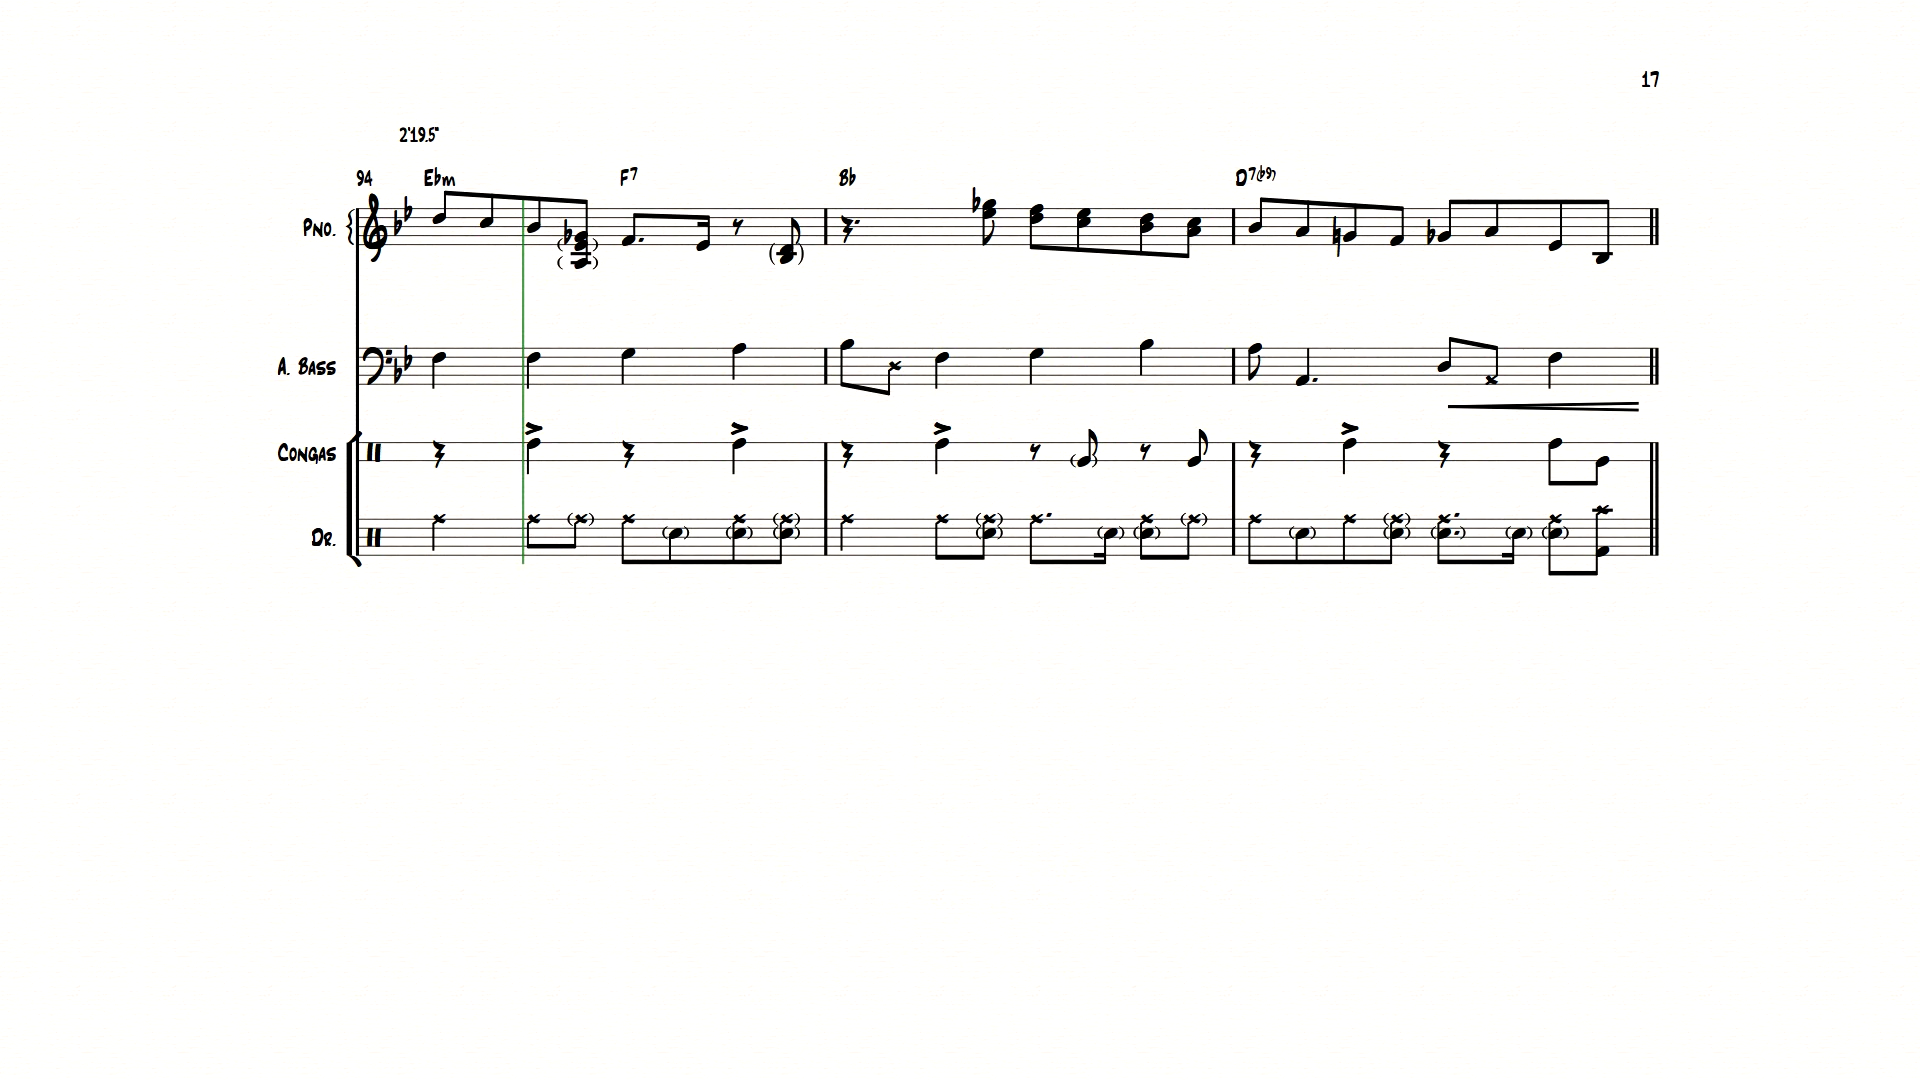 17
2'19.5"
94 Ebm F7 Bb D7(b9)
Pno.
A. Bass
Congas
Dr.